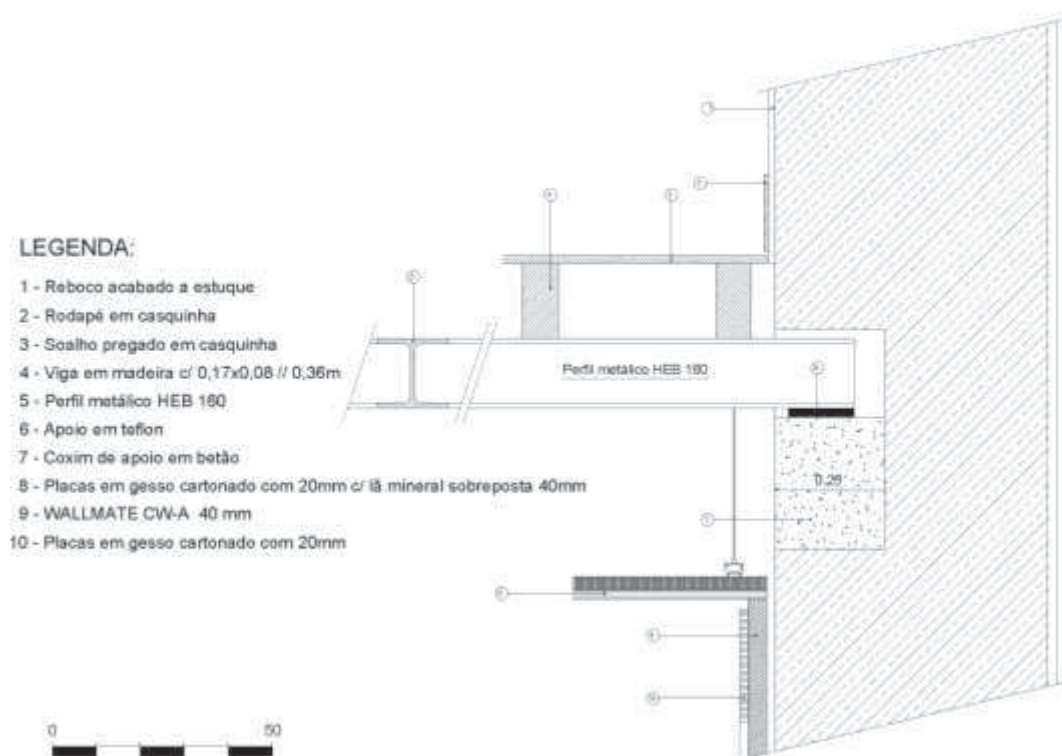 LEGENDA:
1 - Reboco acabado a estuque
2 - Rodapé em casquinha
3 - Soalho pregado em casquinha
4 - Viga em madeira c/ 0,17x0,08 // 0,36m
5 - Perfil metálico HEB 160
6 - Apoio em teflon
7 - Coxim de apoio em betão
8 - Placas em gesso cartonado com 20mm c/ lã mineral sobreposta 40mm
9 - WALLMATE CW-A 40 mm
10 - Placas em gesso cartonado com 20mm
Perfil metálico HEB 160
0 50